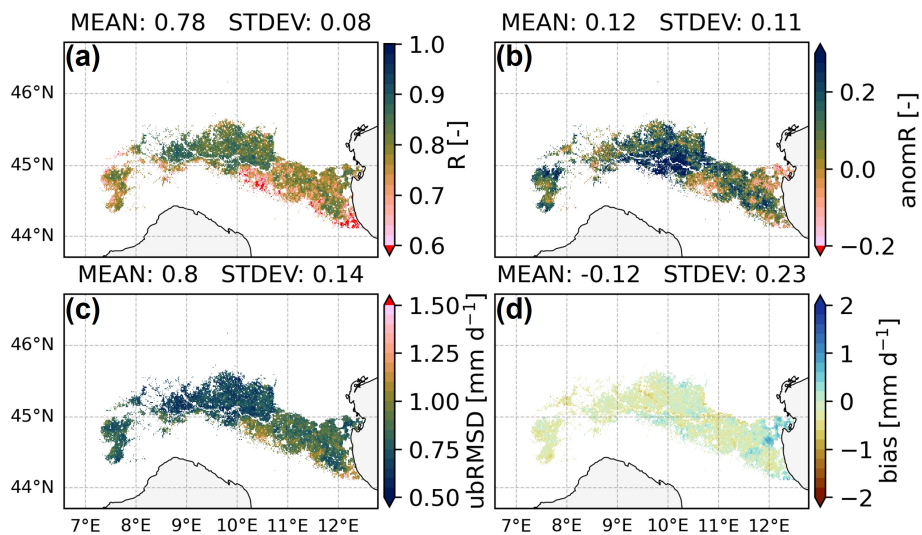 MEAN: 0.78 STDEV: 0.08
MEAN: 0.12 STDEV: 0.11
(a)
46°N
45°N
44°N
1.0
0.9
0.8
0.7
0.6
R [-]
(b)
0.2
0.0
−0.2
anomR [-]
MEAN: 0.8 STDEV: 0.14
MEAN: -0.12 STDEV: 0.23
(c)
46°N
45°N
44°N
7°E 8°E 9°E 10°E 11°E 12°E
1.50
1.25
1.00
0.75
0.50
ubRMSD [mm d⁻¹]
(d)
7°E 8°E 9°E 10°E 11°E 12°E
2
1
0
−1
−2
bias [mm d⁻¹]